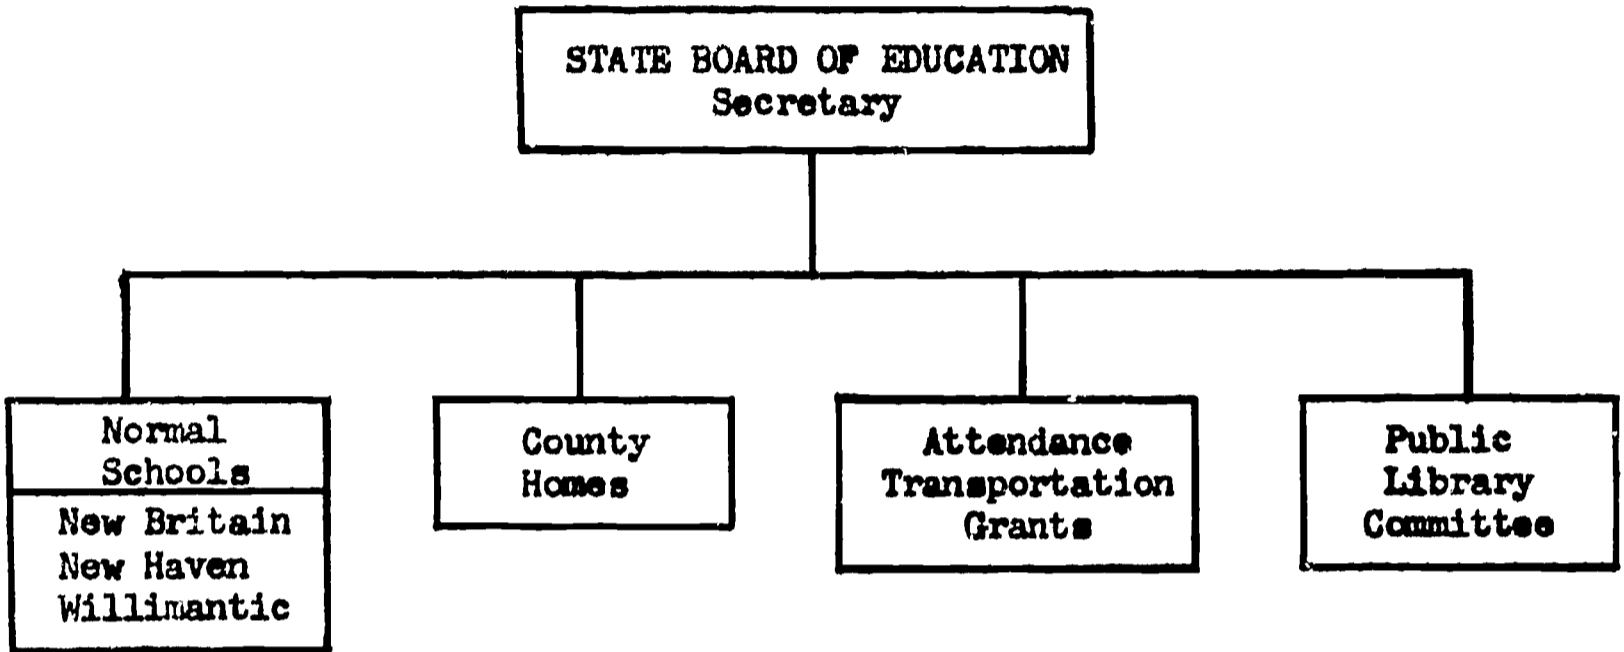 STATE BOARD OF EDUCATION
Secretary
Normal
Schools
New Britain
New Haven
Willimantic
County
Homes
Attendance
Transportation
Grants
Public
Library
Committee